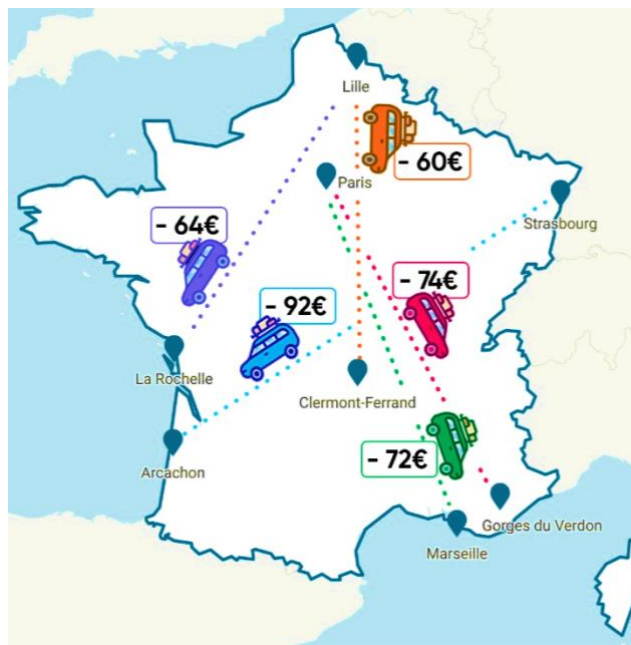 Lille
- 60€
Paris
Strasbourg
- 64€
- 74€
- 92€
La Rochelle
Clermont-Ferrand
- 72€
Arcachon
Gorges du Verdon
Marseille